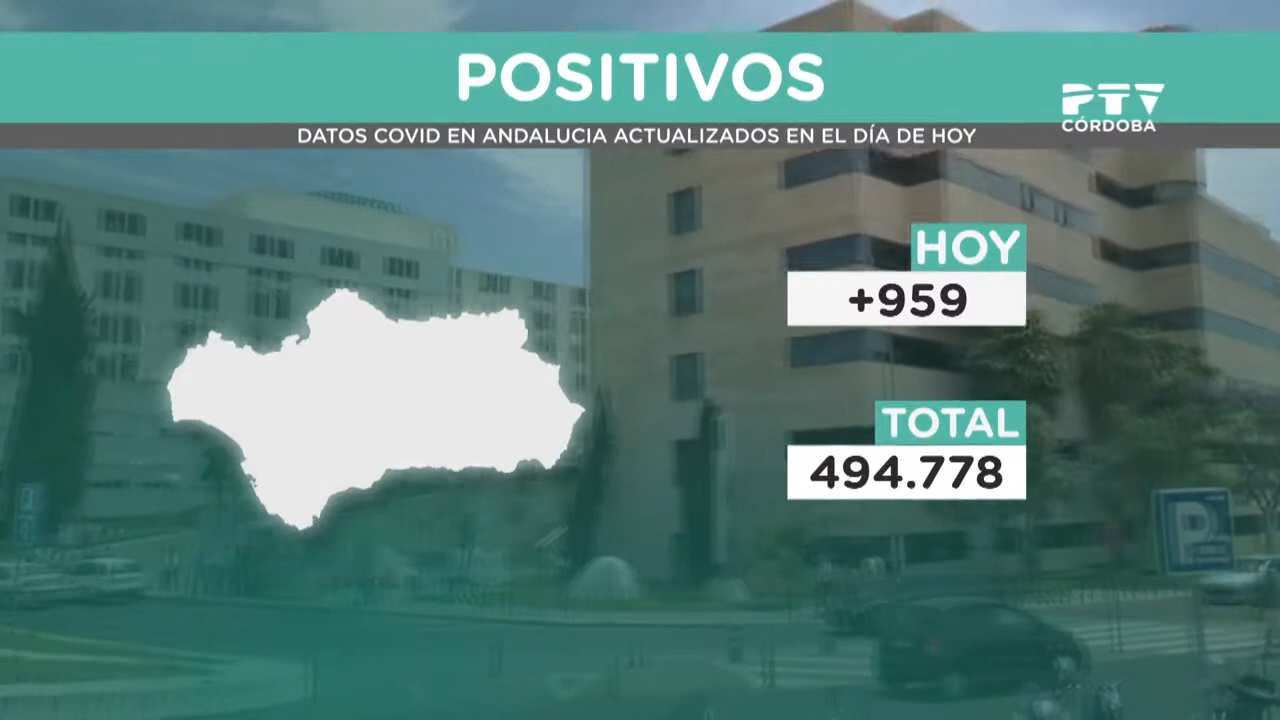 POSITIVOS
PTV
CÓRDOBA
DATOS COVID EN ANDALUCIA ACTUALIZADOS EN EL DÍA DE HOY
HOY
+959
TOTAL
494.778
P